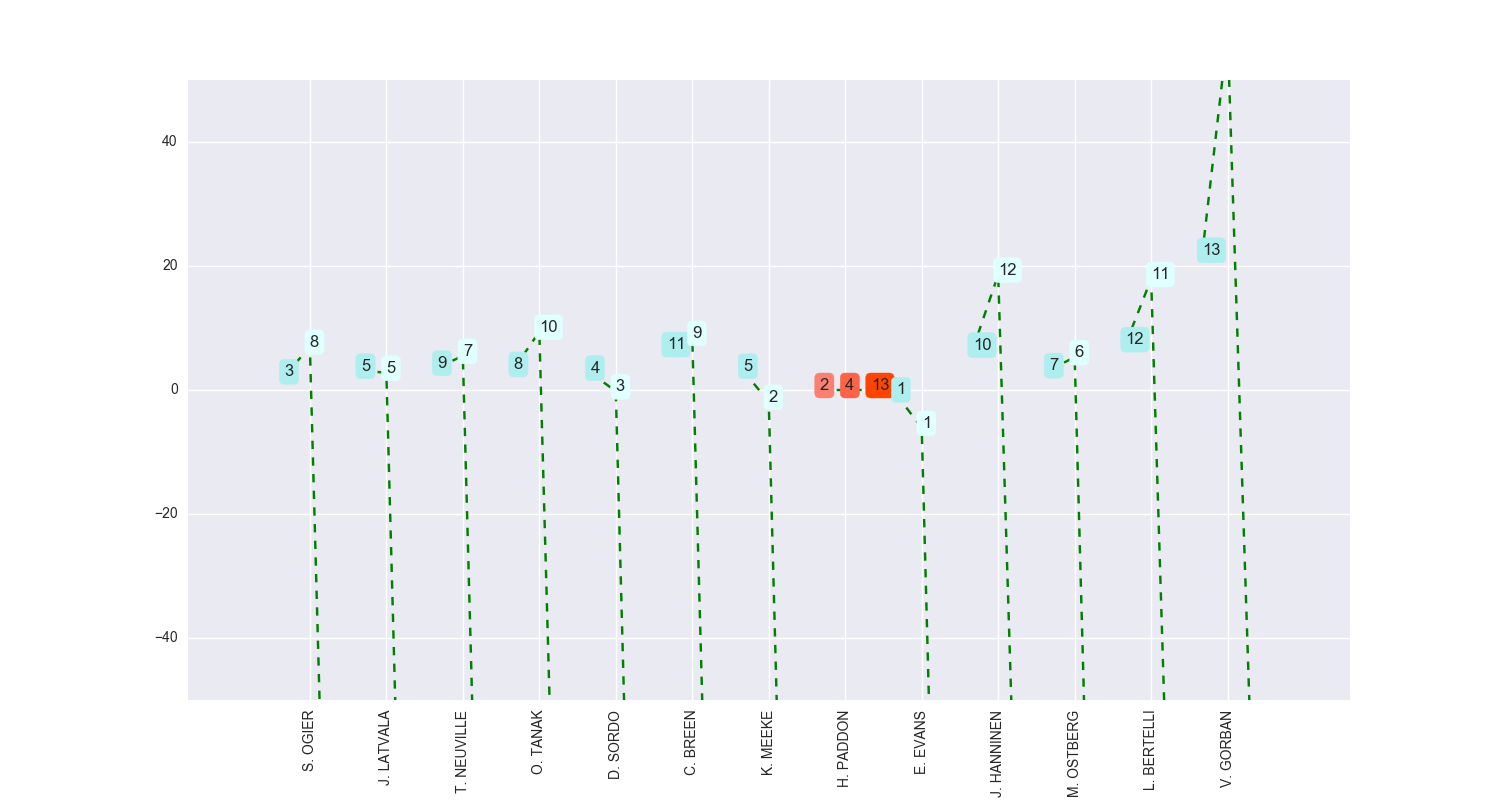 40
20
0
−20
−40
3 8
5 5
9 7
8 10
4 3
11 9
5 2
2 4 13
1 1
10 12
7 6
12 11
13
S. OGIER
J. LATVALA
T. NEUVILLE
O. TANAK
D. SORDO
C. BREEN
K. MEEKE
H. PADDON
E. EVANS
J. HANNINEN
M. OSTBERG
L. BERTELLI
V. GORBAN